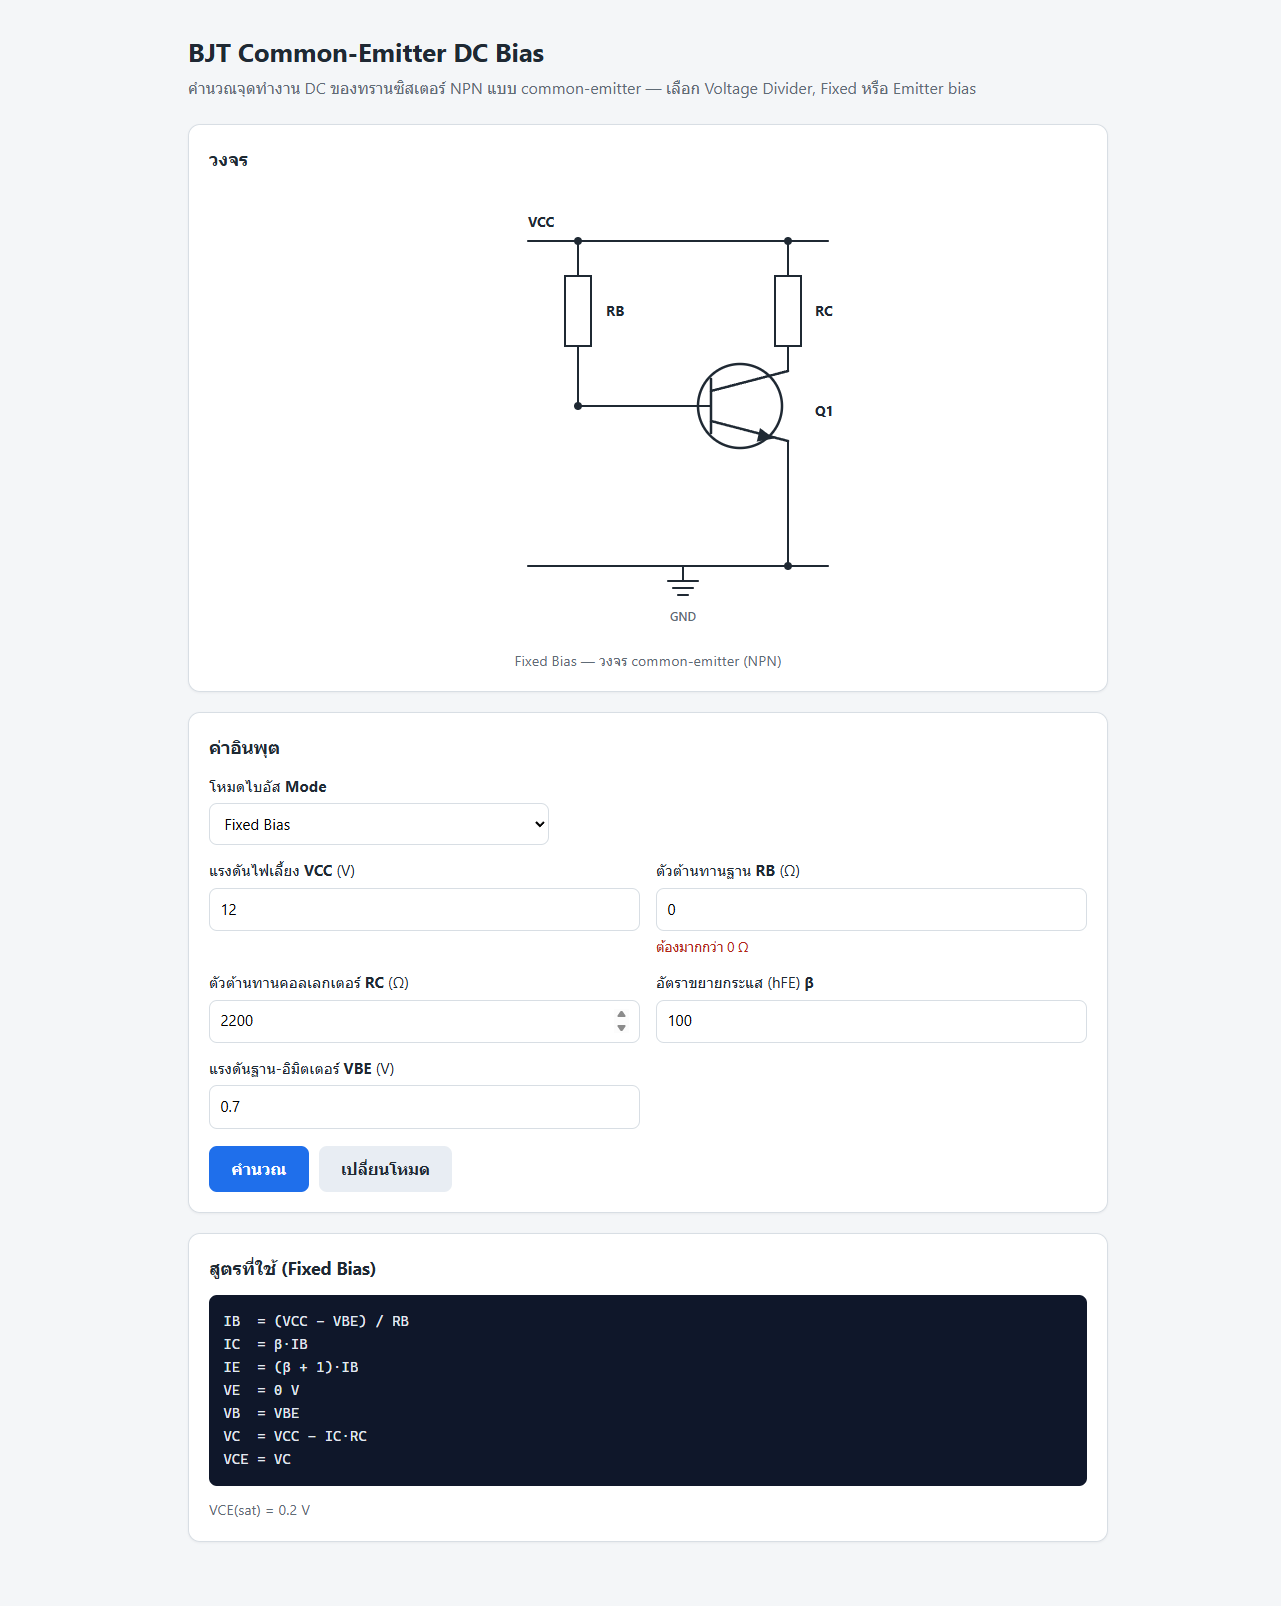 BJT Common-Emitter DC Bias
คำนวณจุดทำงาน DC ของทรานซิสเตอร์ NPN แบบ common-emitter — เลือก Voltage Divider, Fixed หรือ Emitter bias
วงจร
VCC
RB
RC
Q1
GND
Fixed Bias — วงจร common-emitter (NPN)
ค่าอินพุต
โหมดไบอัส Mode
Fixed Bias
แรงดันไฟเลี้ยง VCC (V)
12
ตัวต้านทานฐาน RB (Ω)
0
ต้องมากกว่า 0 Ω
ตัวต้านทานคอลเลกเตอร์ RC (Ω)
2200
อัตราขยายกระแส (hFE) β
100
แรงดันฐาน-อิมิตเตอร์ VBE (V)
0.7
คำนวณ
เปลี่ยนโหมด
สูตรที่ใช้ (Fixed Bias)
IB = (VCC − VBE) / RB
IC = β·IB
IE = (β + 1)·IB
VE = 0 V
VB = VBE
VC = VCC − IC·RC
VCE = VC
VCE(sat) = 0.2 V